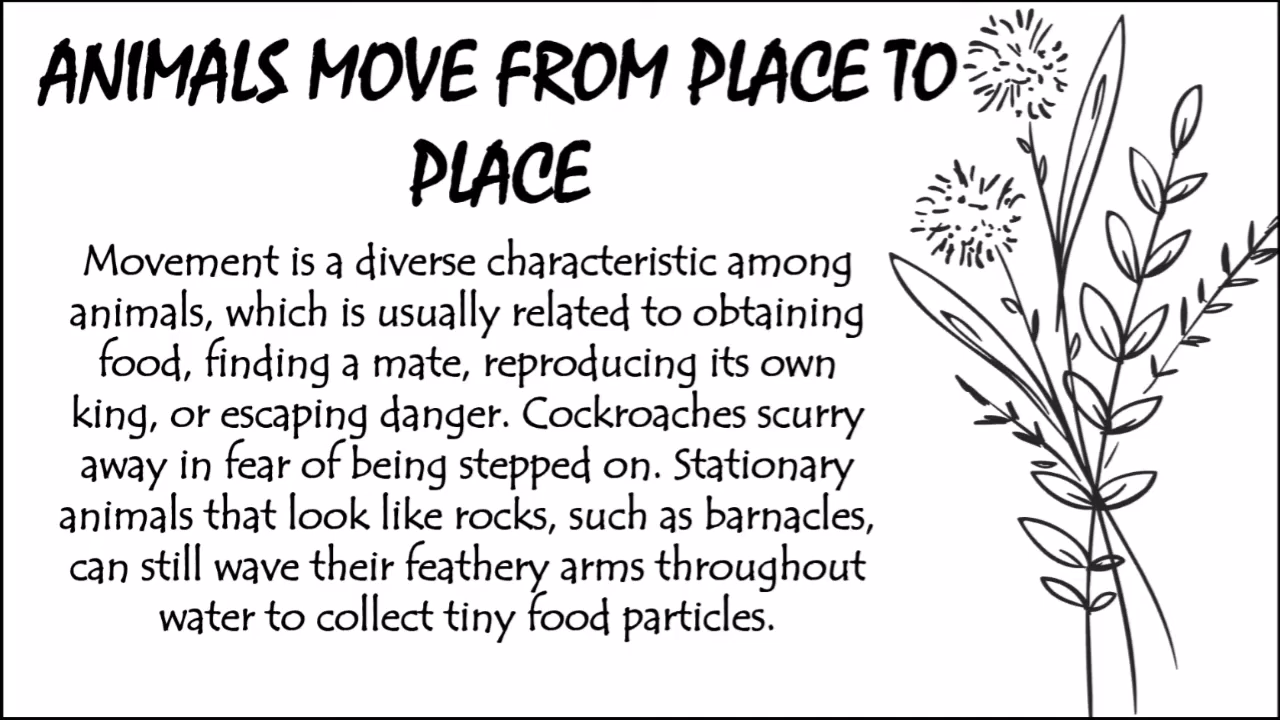 ANIMALS MOVE FROM PLACE TO
PLACE
Movement is a diverse characteristic among
animals, which is usually related to obtaining
food, finding a mate, reproducing its own
king, or escaping danger. Cockroaches scurry
away in fear of being stepped on. Stationary
animals that look like rocks, such as barnacles,
can still wave their feathery arms throughout
water to collect tiny food particles.